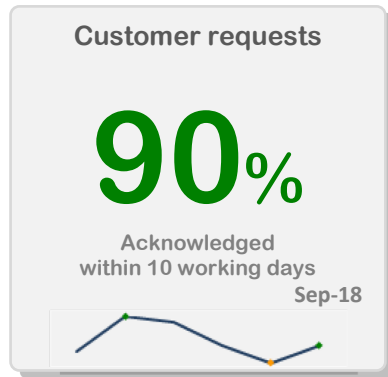 Customer requests
90%
Acknowledged
within 10 working days
Sep-18